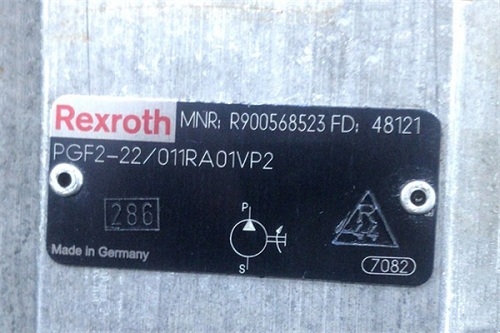 Rexroth MNR: R900568523 FD: 48121
PGF2-22/011RA01VP2
286
P
S
Made in Germany
7082